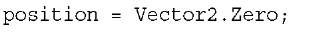 position = Vector2.Zero;